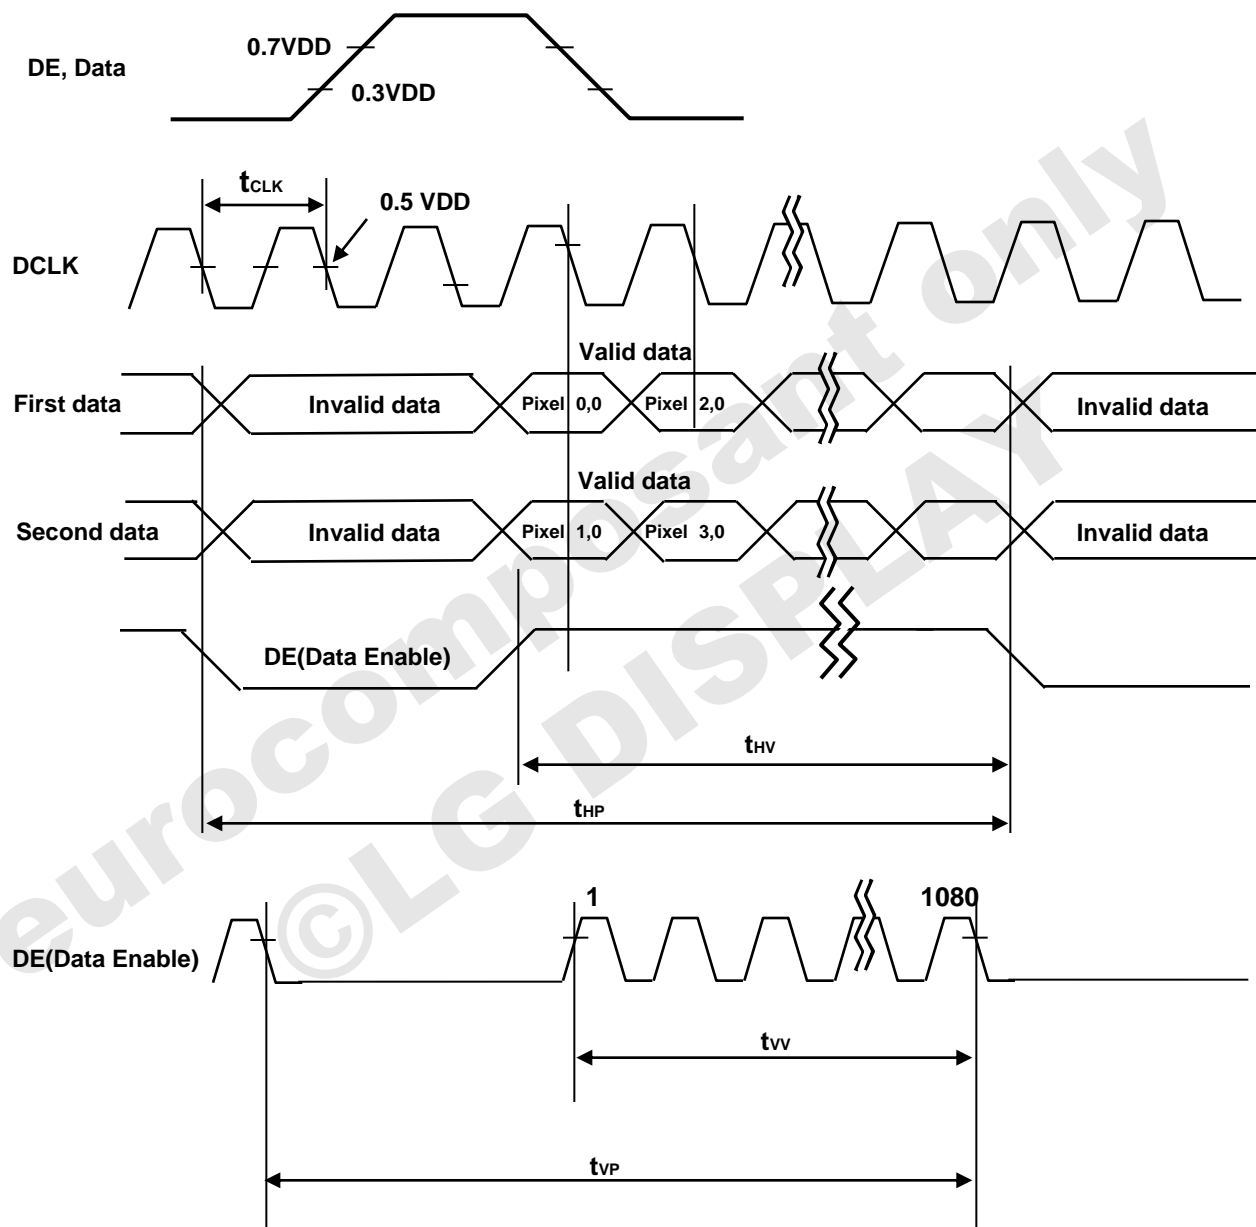 0.7VDD
DE, Data
0.3VDD
tCLK
0.5 VDD
DCLK
Valid data
First data
Invalid data
Pixel 0,0
Pixel 2,0
Invalid data
Valid data
Second data
Invalid data
Pixel 1,0
Pixel 3,0
Invalid data
DE(Data Enable)
tHV
tHP
1
1080
DE(Data Enable)
tVV
tVP
eurocomposant only
©LG DISPLAY